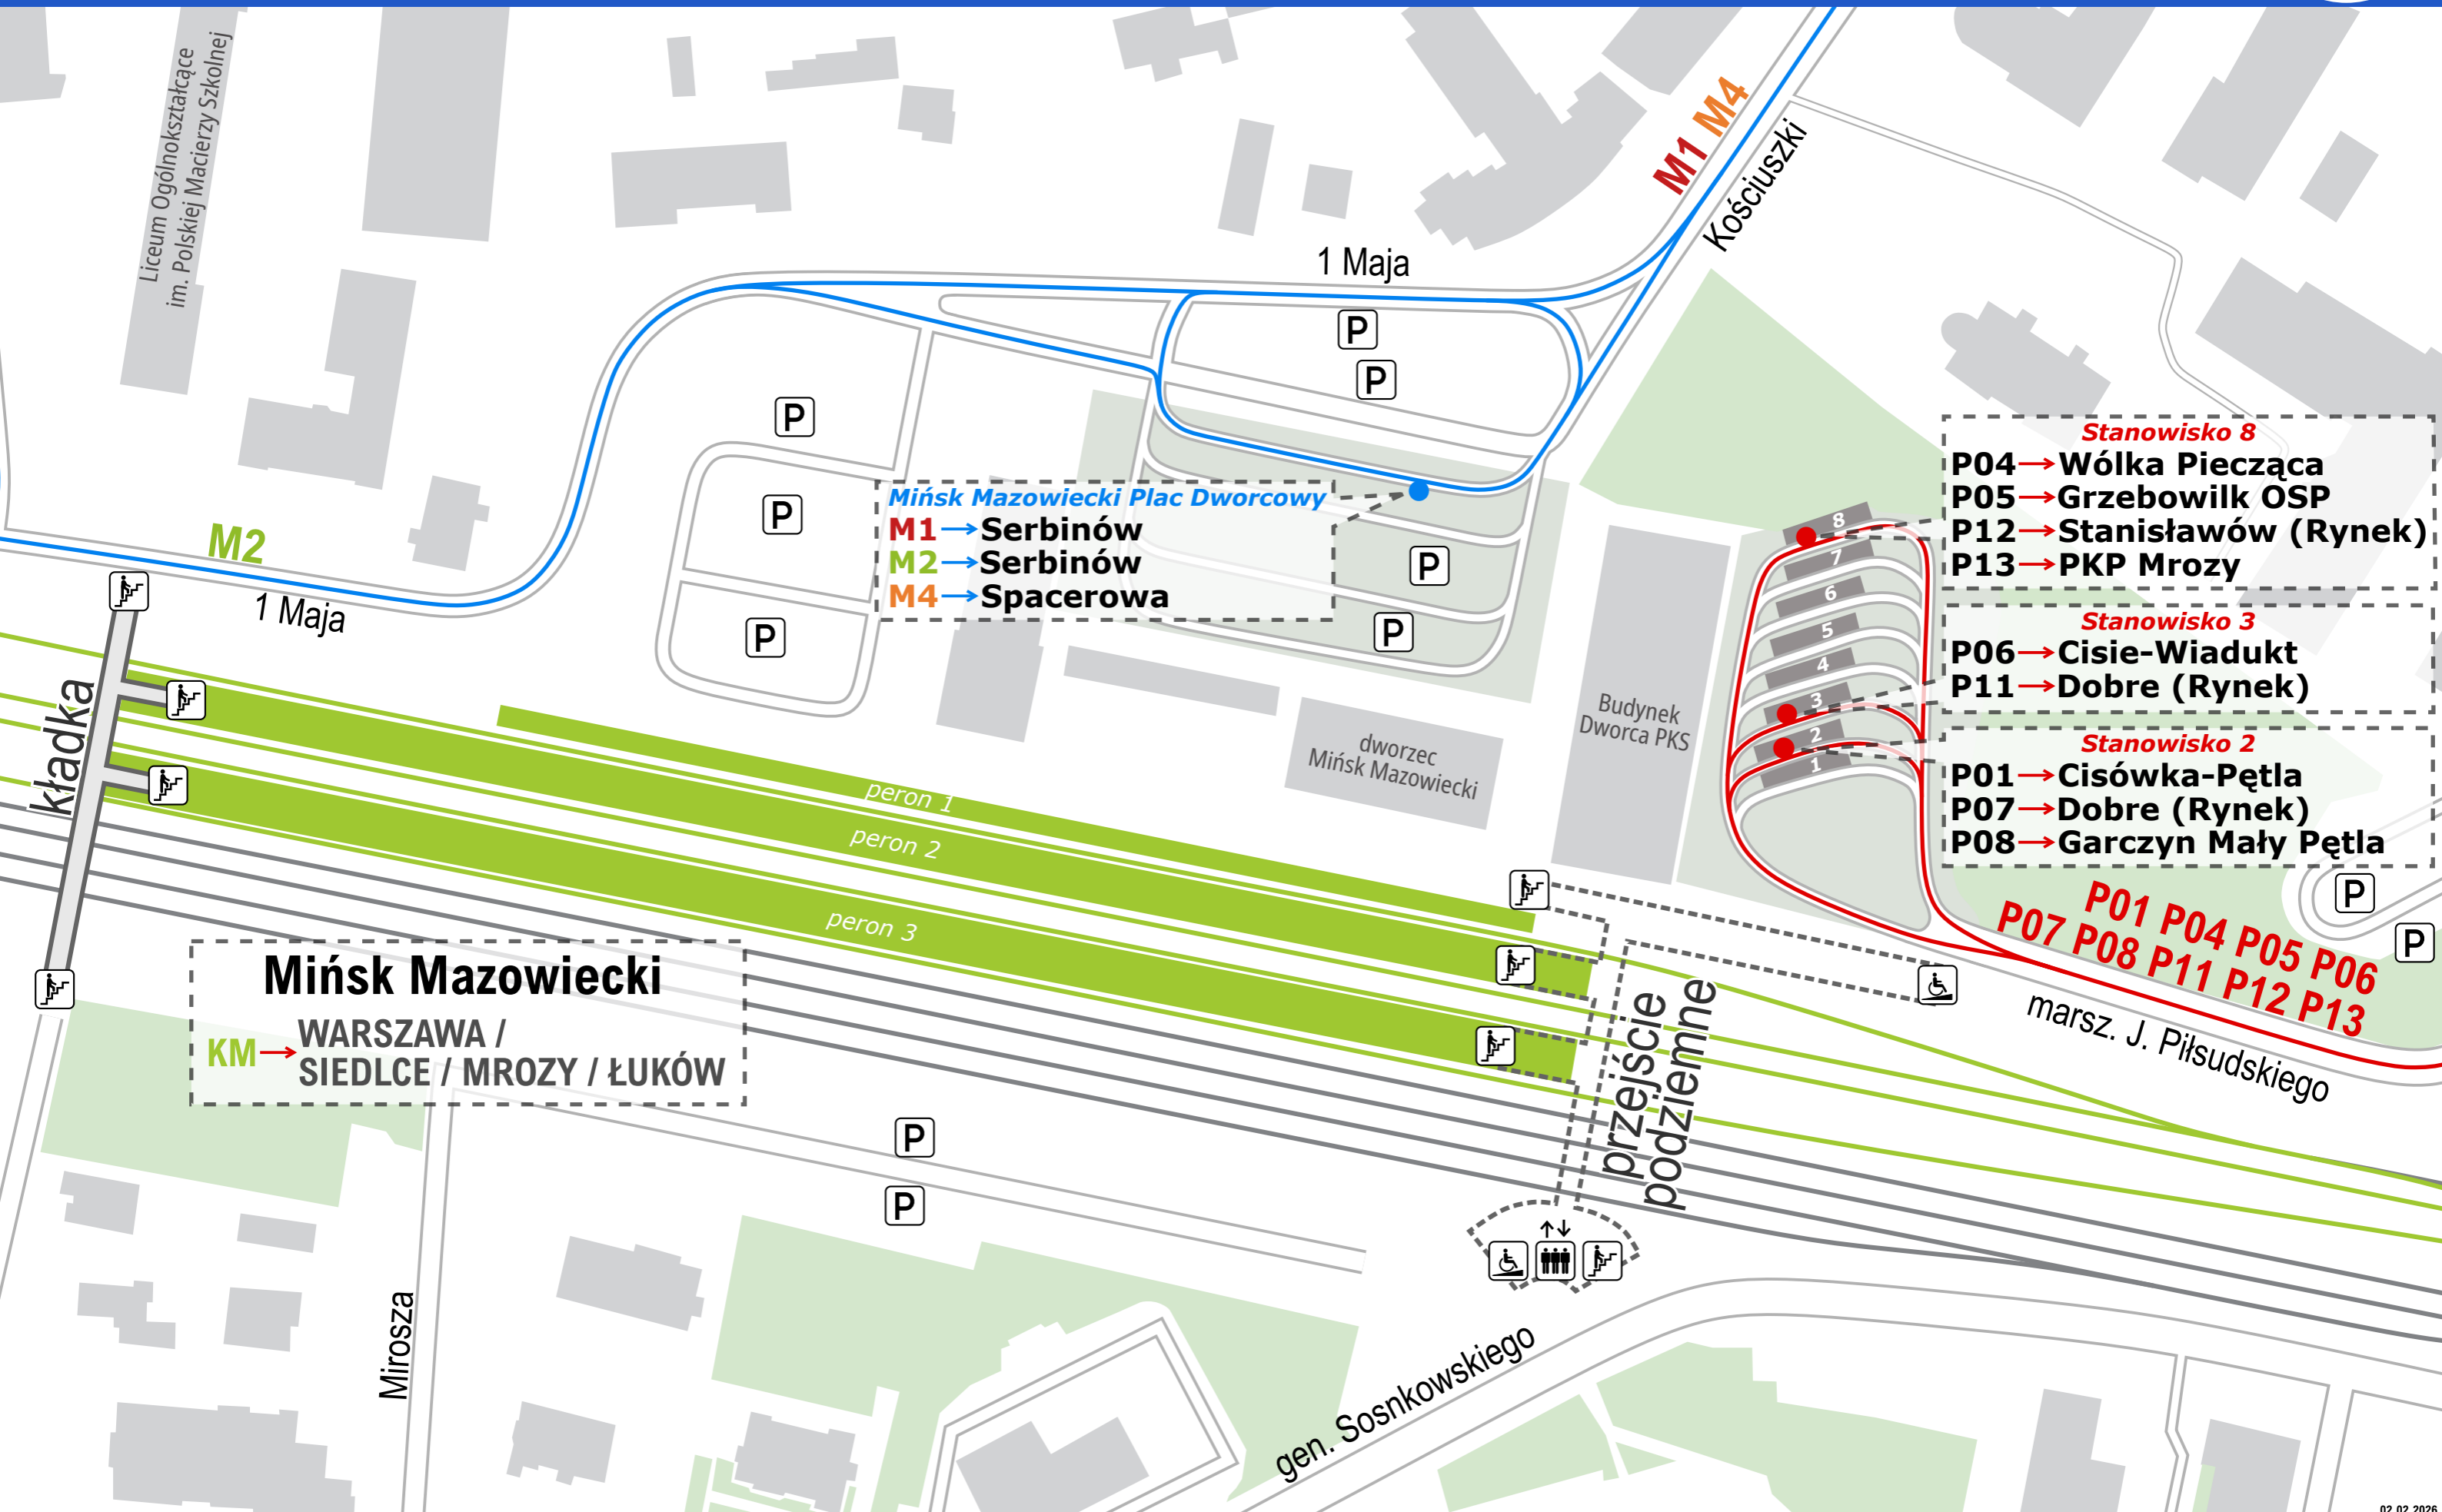 Liceum Ogólnokształcące
im. Polskiej Macierzy Szkolnej
M1 M4
Kościuszki
1 Maja
P
P
P
P
P
P
P
M2
1 Maja
Mińsk Mazowiecki Plac Dworcowy
M1→Serbinów
M2→Serbinów
M4→Spacerowa
Stanowisko 8
P04→Wólka Piecząca
P05→Grzebowilk OSP
P12→Stanisławów (Rynek)
P13→PKP Mrozy
Stanowisko 3
P06→Cisie-Wiadukt
P11→Dobre (Rynek)
Stanowisko 2
P01→Cisówka-Pętla
P07→Dobre (Rynek)
P08→Garczyn Mały Pętla
8
7
6
5
4
3
2
1
Budynek
Dworca PKS
dworzec
Mińsk Mazowiecki
kładka
peron 1
peron 2
peron 3
P
P
P01 P04 P05 P06
P07 P08 P11 P12 P13
marsz. J. Piłsudskiego
przejście
podziemne
Mińsk Mazowiecki
KM→WARSZAWA /
SIEDLCE / MROZY / ŁUKÓW
P
P
Mirosza
gen. Sosnkowskiego
02.02.2026